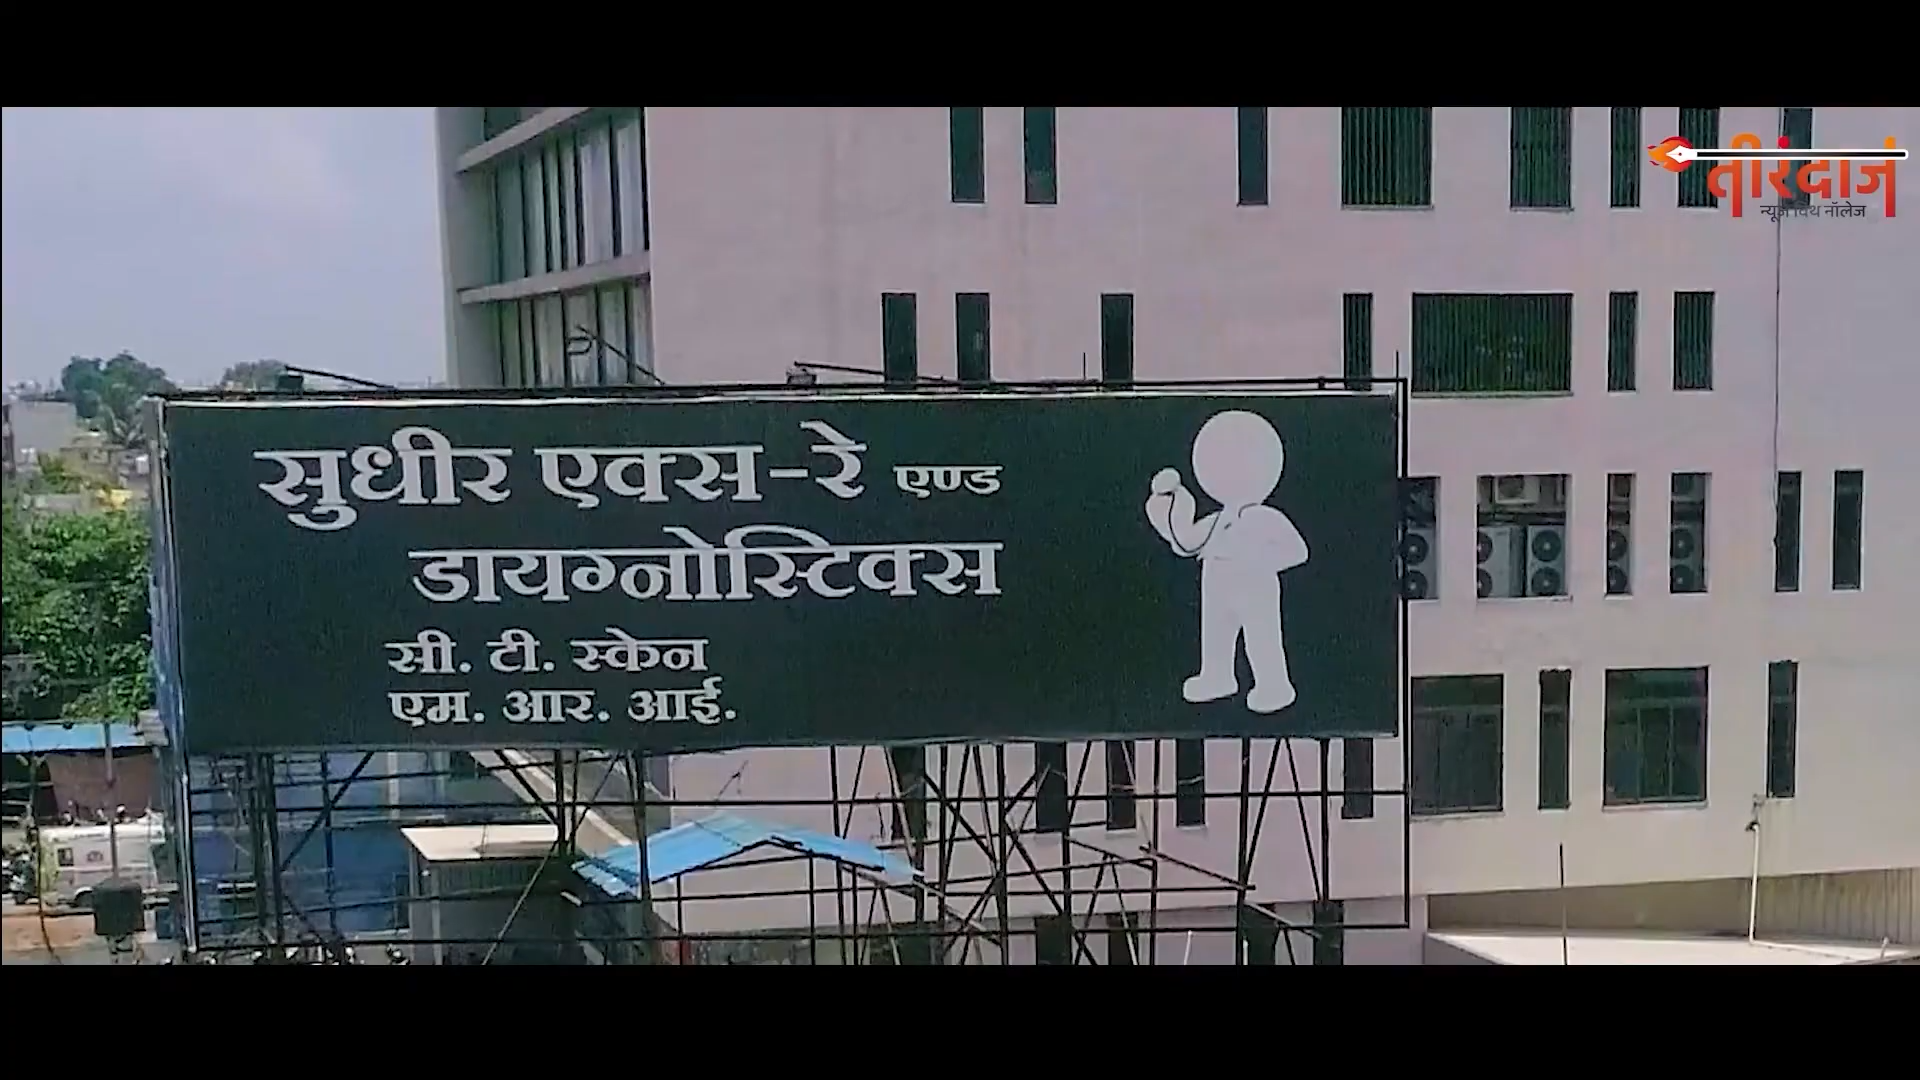 तीरंदाज
न्यूज विथ नॉलेज
सुधीर एक्स-रे एण्ड
डायग्नोस्टिक्स
सी. टी. स्केन
एम. आर. आई.